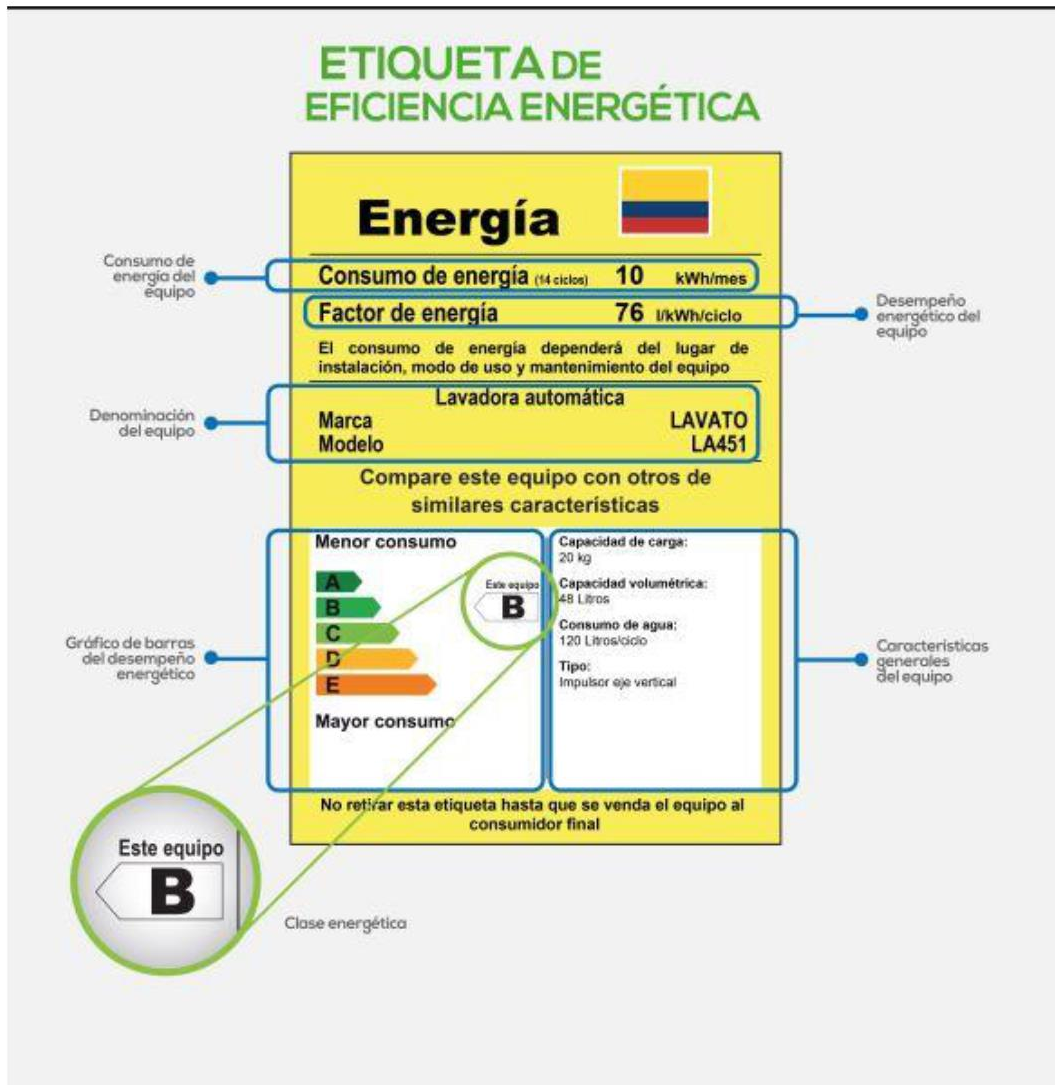 ETIQUETA DE
EFICIENCIA ENERGÉTICA
Energía
Consumo de
energía del
equipo
Consumo de energía (14 ciclos) 10 kWh/mes
Factor de energía 76 l/kWh/ciclo
Desempeño
energético del
equipo
El consumo de energía dependerá del lugar de
instalación, modo de uso y mantenimiento del equipo
Denominación
del equipo
Lavadora automática
Marca LAVATO
Modelo LA451
Compare este equipo con otros de
similares características
Gráfico de barras
del desempeño
energético
Menor consumo
A
B
C
D
E
Mayor consumo
Este equipo
B
Capacidad de carga:
20 kg
Capacidad volumétrica:
48 Litros
Consumo de agua:
120 Litros/ciclo
Tipo:
Impulsor eje vertical
Características
generales
del equipo
No retirar esta etiqueta hasta que se venda el equipo al
consumidor final
Este equipo
B
Clase energética